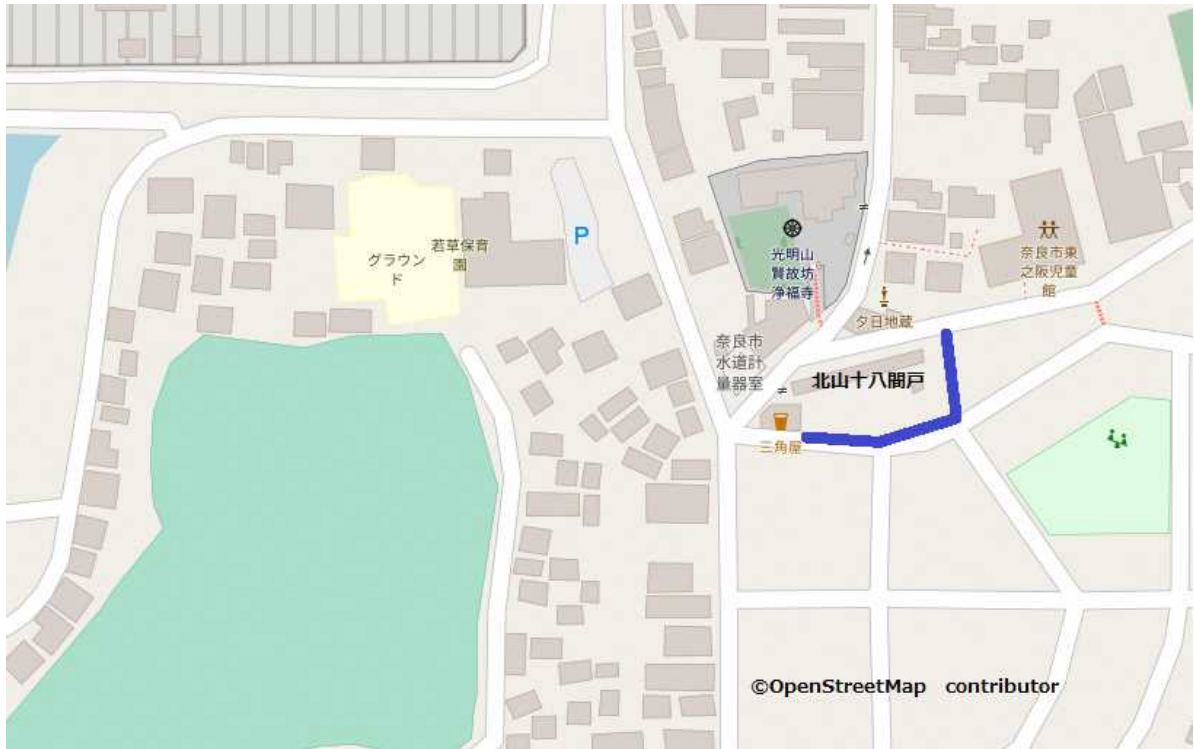 P
若草保育
園
グラウン
ド
光明山
賢故坊
浄福寺
奈良市東
之阪児童
館
夕日地蔵
奈良市
水道計
量器室
北山十八間戸
三角屋
©OpenStreetMap contributor